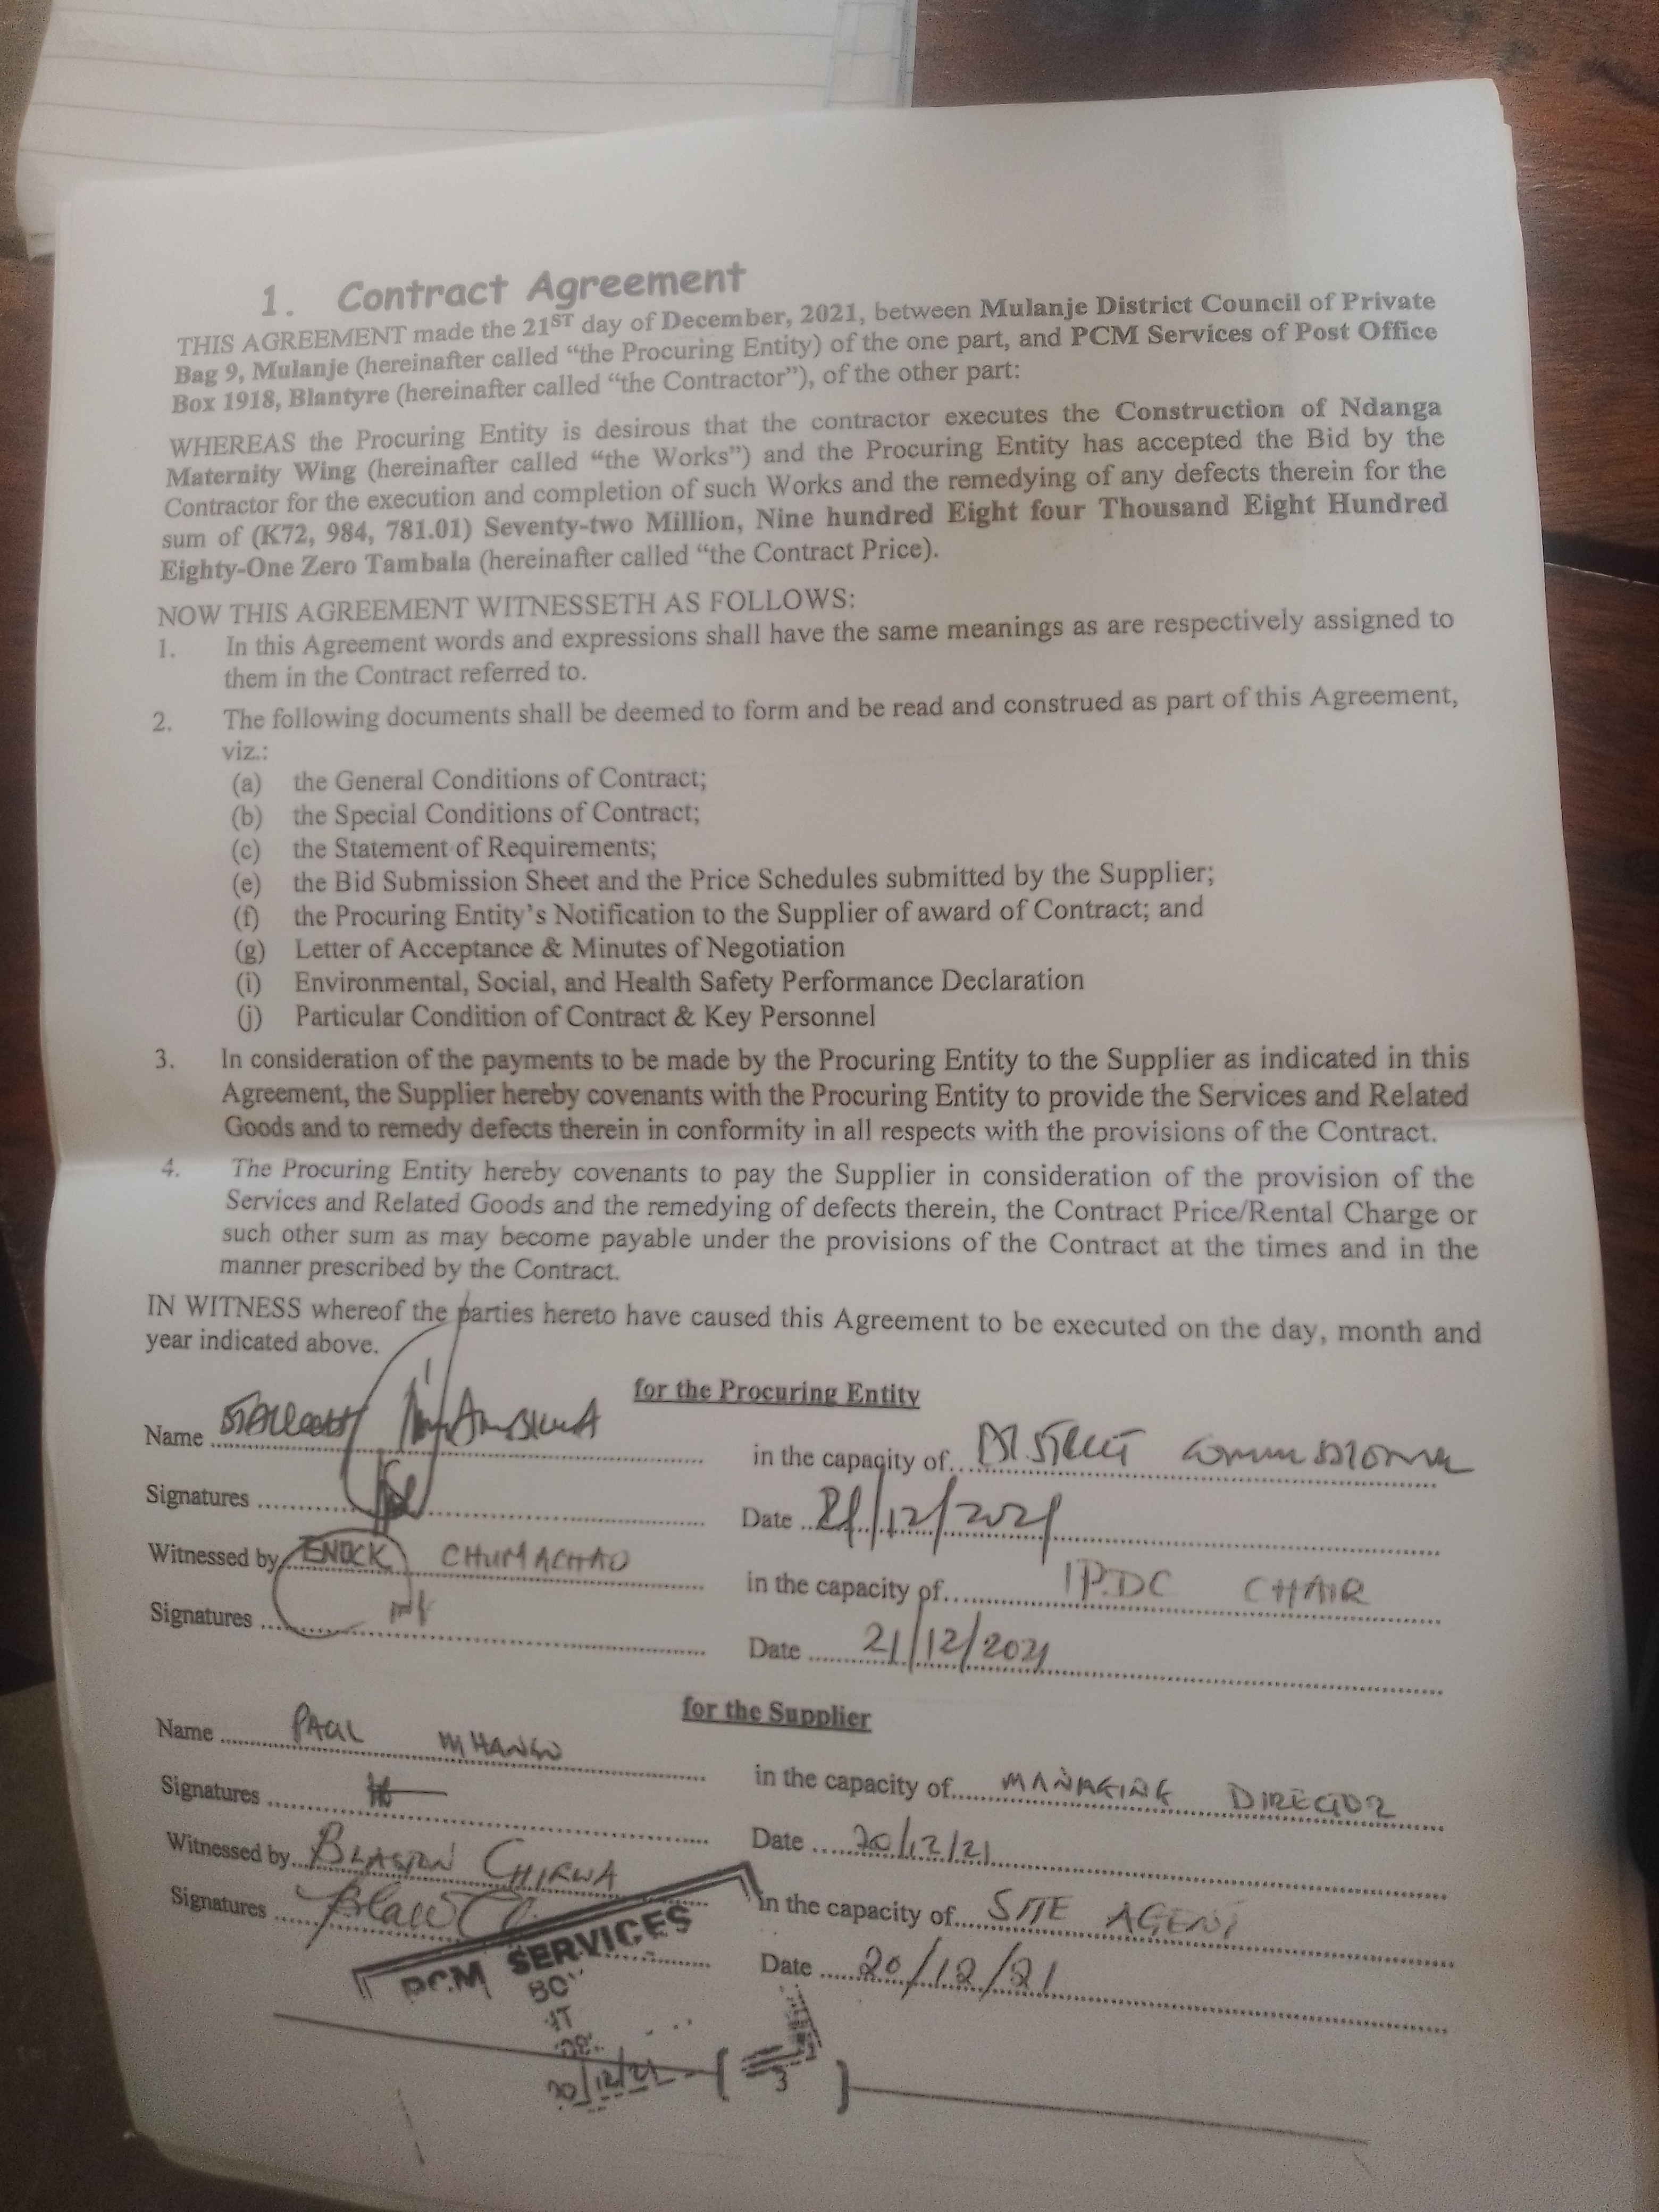 1. Contract Agreement
THIS AGREEMENT made the 21ST day of December, 2021, between Mulanje District Council of Private
Bag 9, Mulanje (hereinafter called “the Procuring Entity) of the one part, and PCM Services of Post Office
Box 1918, Blantyre (hereinafter called “the Contractor”), of the other part:
WHEREAS the Procuring Entity is desirous that the contractor executes the Construction of Ndanga
Maternity Wing (hereinafter called “the Works”) and the Procuring Entity has accepted the Bid by the
Contractor for the execution and completion of such Works and the remedying of any defects therein for the
sum of (K72, 984, 781.01) Seventy-two Million, Nine hundred Eight four Thousand Eight Hundred
Eighty-One Zero Tambala (hereinafter called “the Contract Price).
NOW THIS AGREEMENT WITNESSETH AS FOLLOWS:
1. In this Agreement words and expressions shall have the same meanings as are respectively assigned to
them in the Contract referred to.
2. The following documents shall be deemed to form and be read and construed as part of this Agreement,
viz.:
(a) the General Conditions of Contract;
(b) the Special Conditions of Contract;
(c) the Statement of Requirements;
(e) the Bid Submission Sheet and the Price Schedules submitted by the Supplier;
(f) the Procuring Entity’s Notification to the Supplier of award of Contract; and
(g) Letter of Acceptance & Minutes of Negotiation
(i) Environmental, Social, and Health Safety Performance Declaration
(j) Particular Condition of Contract & Key Personnel
3. In consideration of the payments to be made by the Procuring Entity to the Supplier as indicated in this
Agreement, the Supplier hereby covenants with the Procuring Entity to provide the Services and Related
Goods and to remedy defects therein in conformity in all respects with the provisions of the Contract.
4. The Procuring Entity hereby covenants to pay the Supplier in consideration of the provision of the
Services and Related Goods and the remedying of defects therein, the Contract Price/Rental Charge or
such other sum as may become payable under the provisions of the Contract at the times and in the
manner prescribed by the Contract.
IN WITNESS whereof the parties hereto have caused this Agreement to be executed on the day, month and
year indicated above.
for the Procuring Entity
Name in the capacity of DISTRICT COMMISSIONER
Signatures Date 21/12/2021
Witnessed by ENOCK CHUMACHAO in the capacity of IPDC CHAIR
Signatures Date 21/12/2021
for the Supplier
Name PAUL MHANGO in the capacity of MANAGING DIRECTOR
Signatures Date 20/12/21
Witnessed by BLASTON CHIRWA in the capacity of SITE AGENT
Signatures Date 20/12/21
PCM SERVICES
20/12/21
3